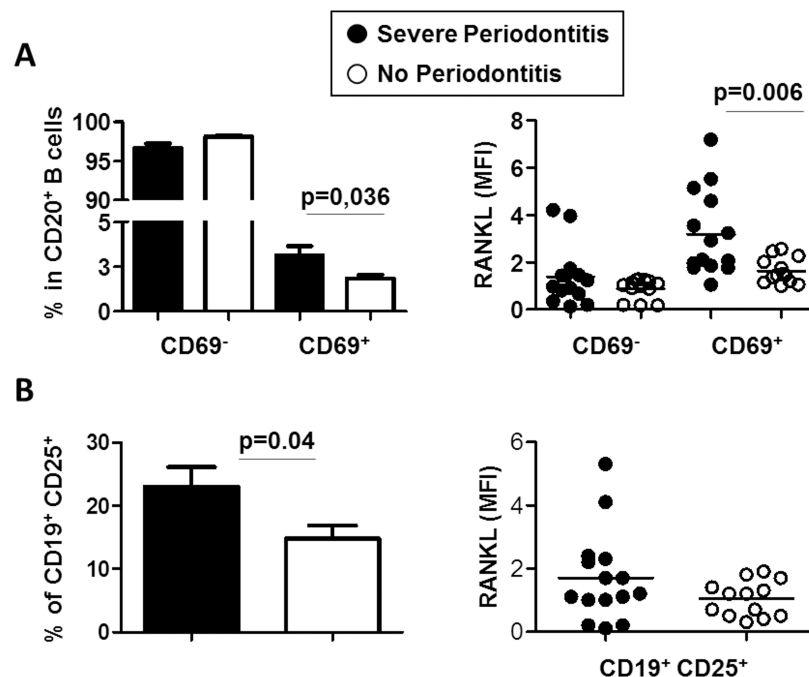 Severe Periodontitis
No Periodontitis
A
% in CD20⁺ B cells
100
95
90
5
3
0
p=0,036
CD69⁻
CD69⁺
RANKL (MFI)
8
6
4
2
0
p=0.006
CD69⁻
CD69⁺
B
% of CD19⁺ CD25⁺
30
20
10
0
p=0.04
RANKL (MFI)
6
4
2
0
CD19⁺ CD25⁺